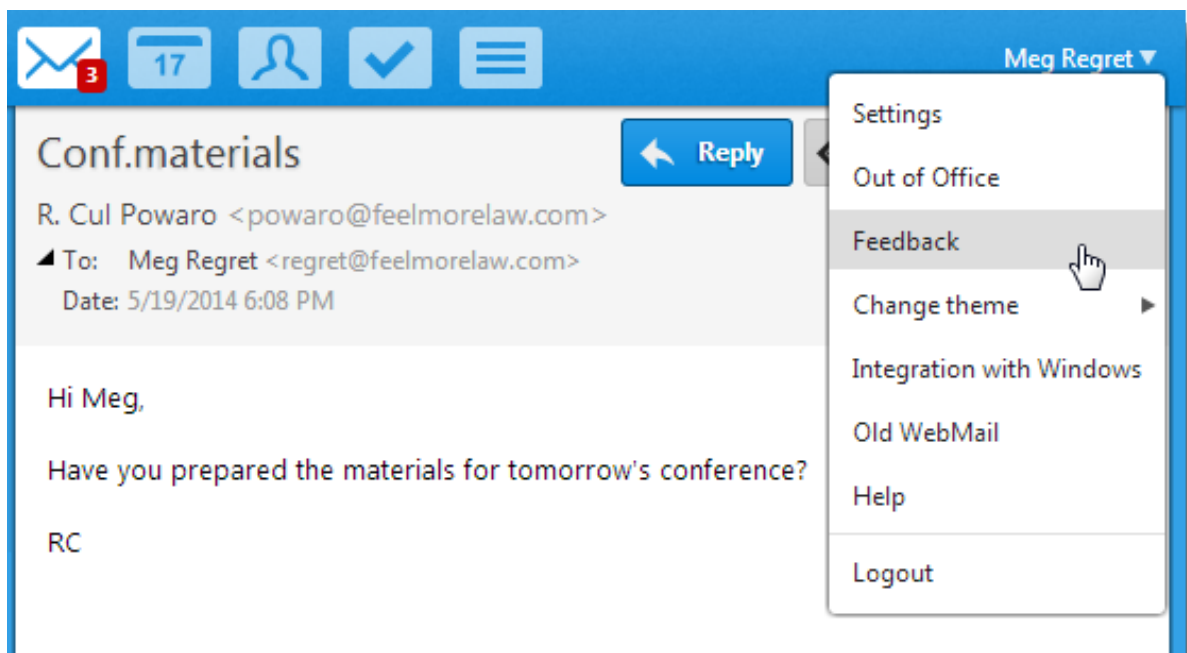 3
17
Meg Regret ▼
Conf.materials
Reply
R. Cul Powaro <powaro@feelmorelaw.com>
To: Meg Regret <regret@feelmorelaw.com>
Date: 5/19/2014 6:08 PM
Hi Meg,
Have you prepared the materials for tomorrow's conference?
RC
Settings
Out of Office
Feedback
Change theme
Integration with Windows
Old WebMail
Help
Logout